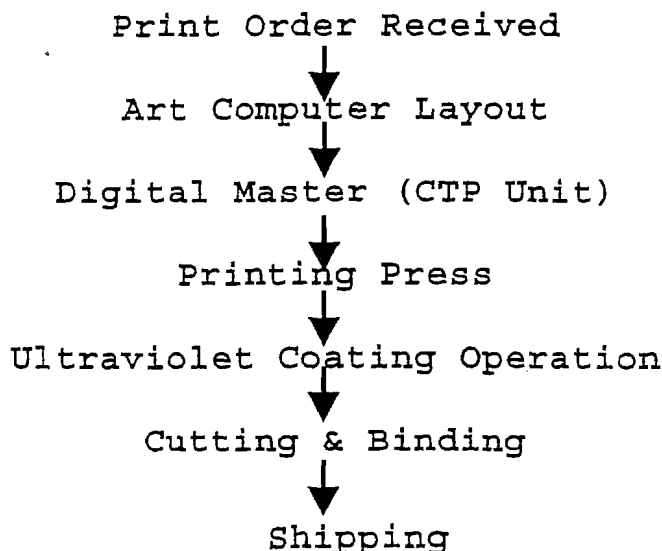 Print Order Received
Art Computer Layout
Digital Master (CTP Unit)
Printing Press
Ultraviolet Coating Operation
Cutting & Binding
Shipping